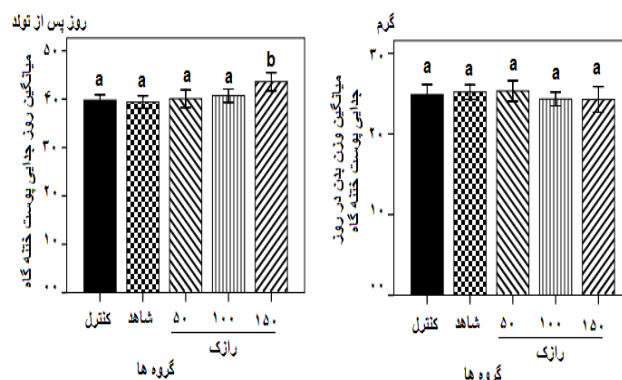 روز پس از تولد
میانگین روز جدایی پوست ختنه گاه
۵۰
۴۰
۳۰
۲۰
۱۰
۰۰
a a a a b
کنترل شاهد ۵۰ ۱۰۰ ۱۵۰
رازک
گروه ها
گرم
میانگین وزن بدن در روز
جدایی پوست ختنه گاه
۳۰
۲۰
۱۰
۰۰
a a a a a
کنترل شاهد ۵۰ ۱۰۰ ۱۵۰
رازک
گروه ها